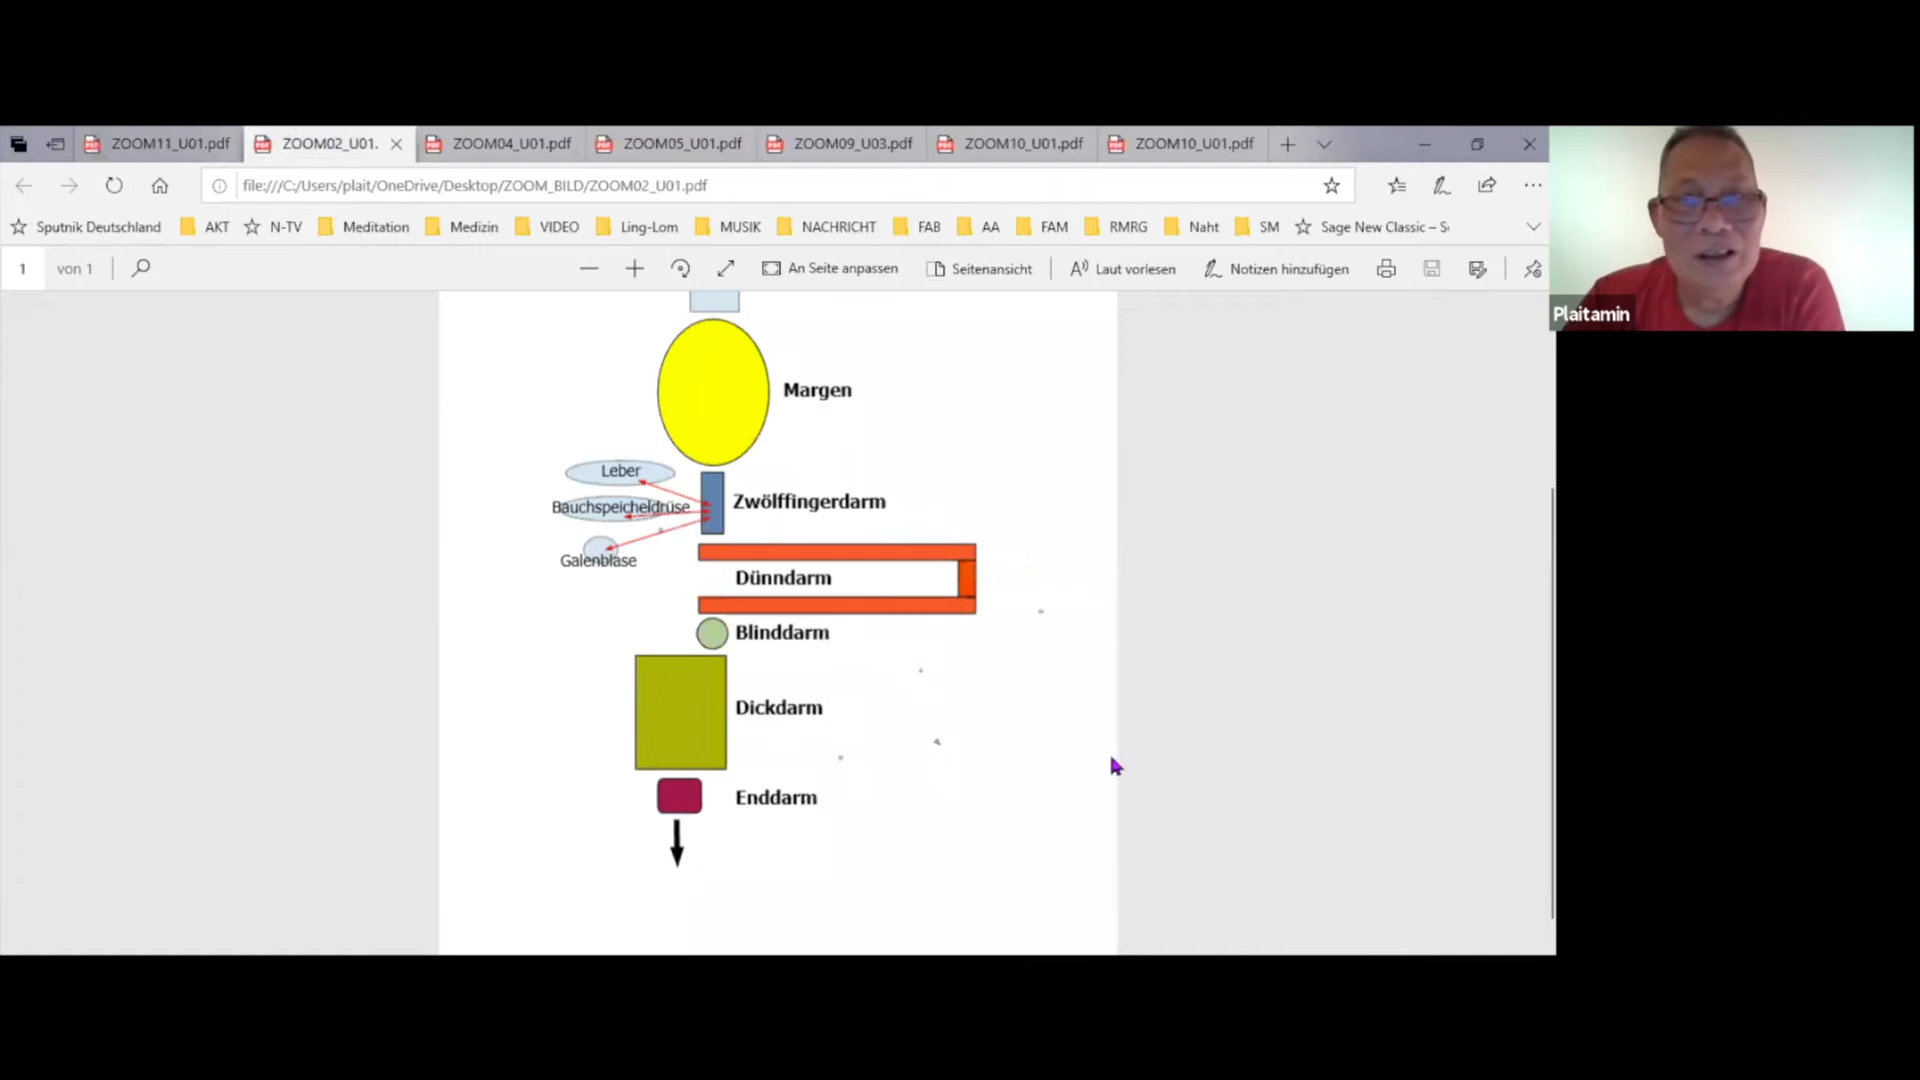 ZOOM11_U01.pdf
ZOOM02_U01.
ZOOM04_U01.pdf
ZOOM05_U01.pdf
ZOOM09_U03.pdf
ZOOM10_U01.pdf
ZOOM10_U01.pdf
file:///C:/Users/plait/OneDrive/Desktop/ZOOM_BILD/ZOOM02_U01.pdf
Sputnik Deutschland AKT N-TV Meditation Medizin VIDEO Ling-Lom MUSIK NACHRICHT FAB AA FAM RMRG Naht SM Sage New Classic – S
1 von 1 An Seite anpassen Seitenansicht Laut vorlesen Notizen hinzufügen
Plaitamin
Margen
Leber
Bauchspeicheldrüse
Zwölffingerdarm
Galenblase
Dünndarm
Blinddarm
Dickdarm
Enddarm